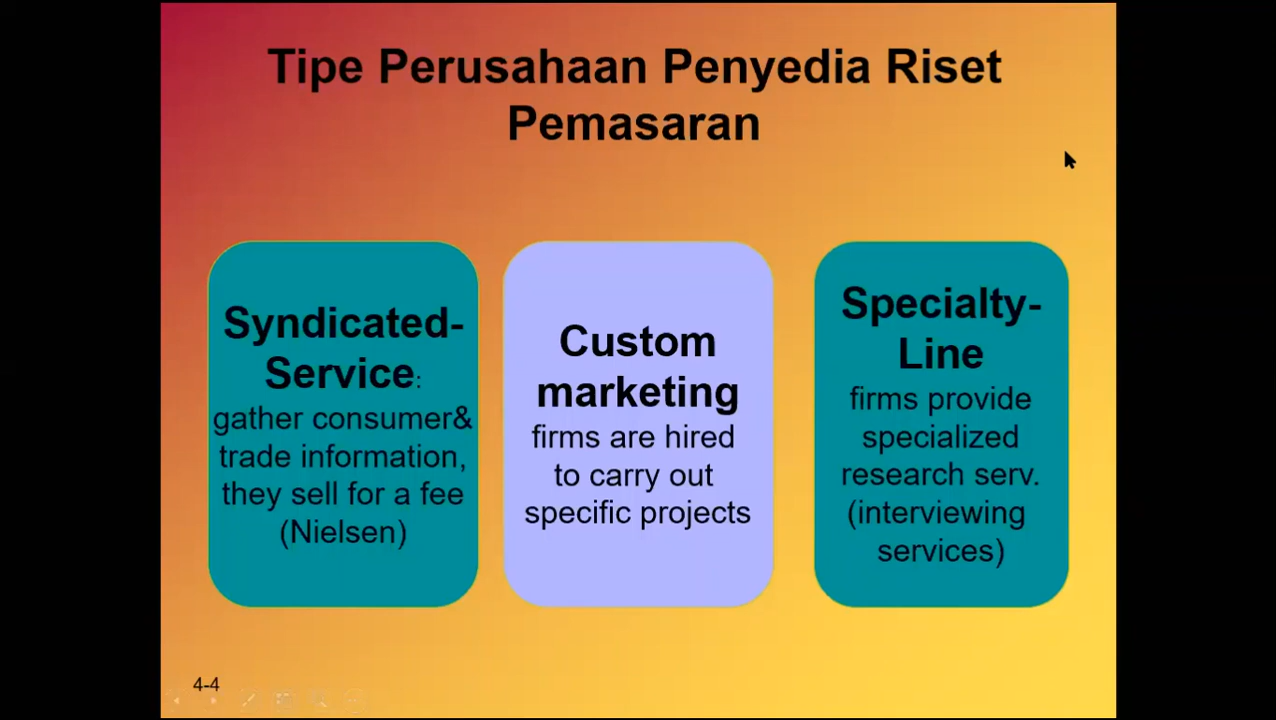 Tipe Perusahaan Penyedia Riset
Pemasaran
Syndicated-
Service:
gather consumer&
trade information,
they sell for a fee
(Nielsen)
Custom
marketing
firms are hired
to carry out
specific projects
Specialty-
Line
firms provide
specialized
research serv.
(interviewing
services)
4-4